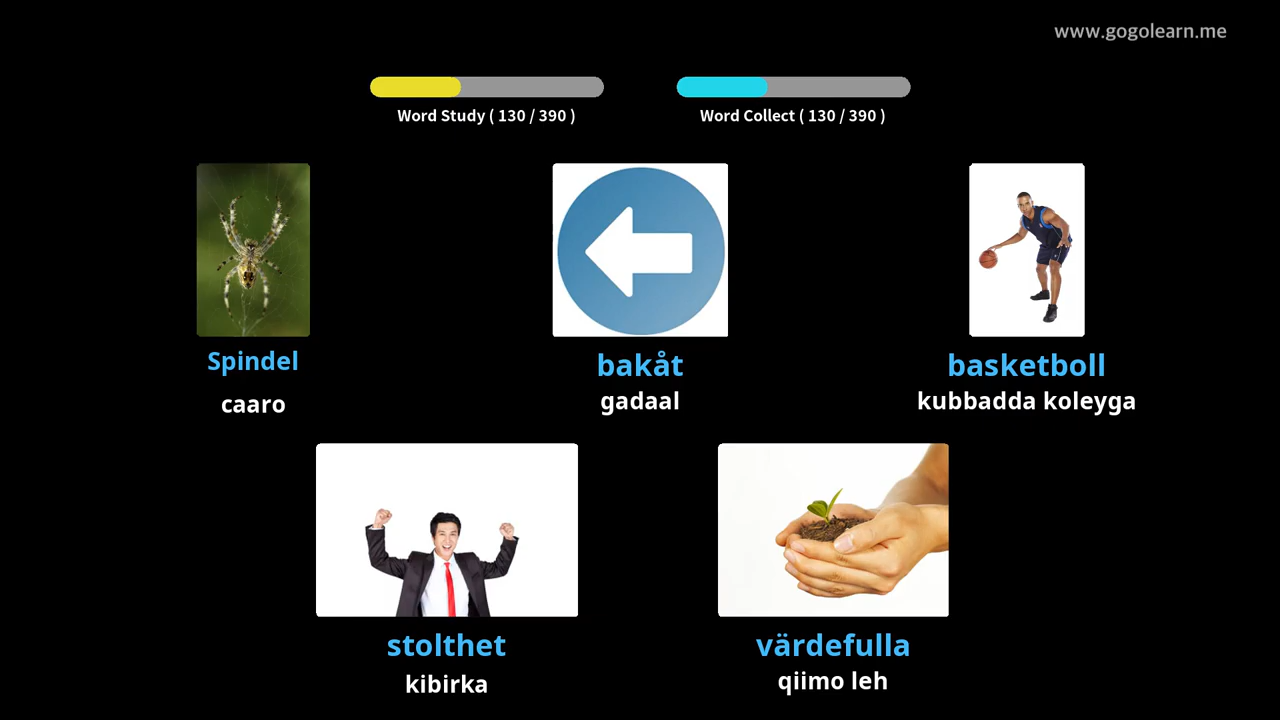 www.gogolearn.me
Word Study ( 130 / 390 )
Word Collect ( 130 / 390 )
Spindel
caaro
bakåt
gadaal
basketboll
kubbadda koleyga
stolthet
kibirka
värdefulla
qiimo leh